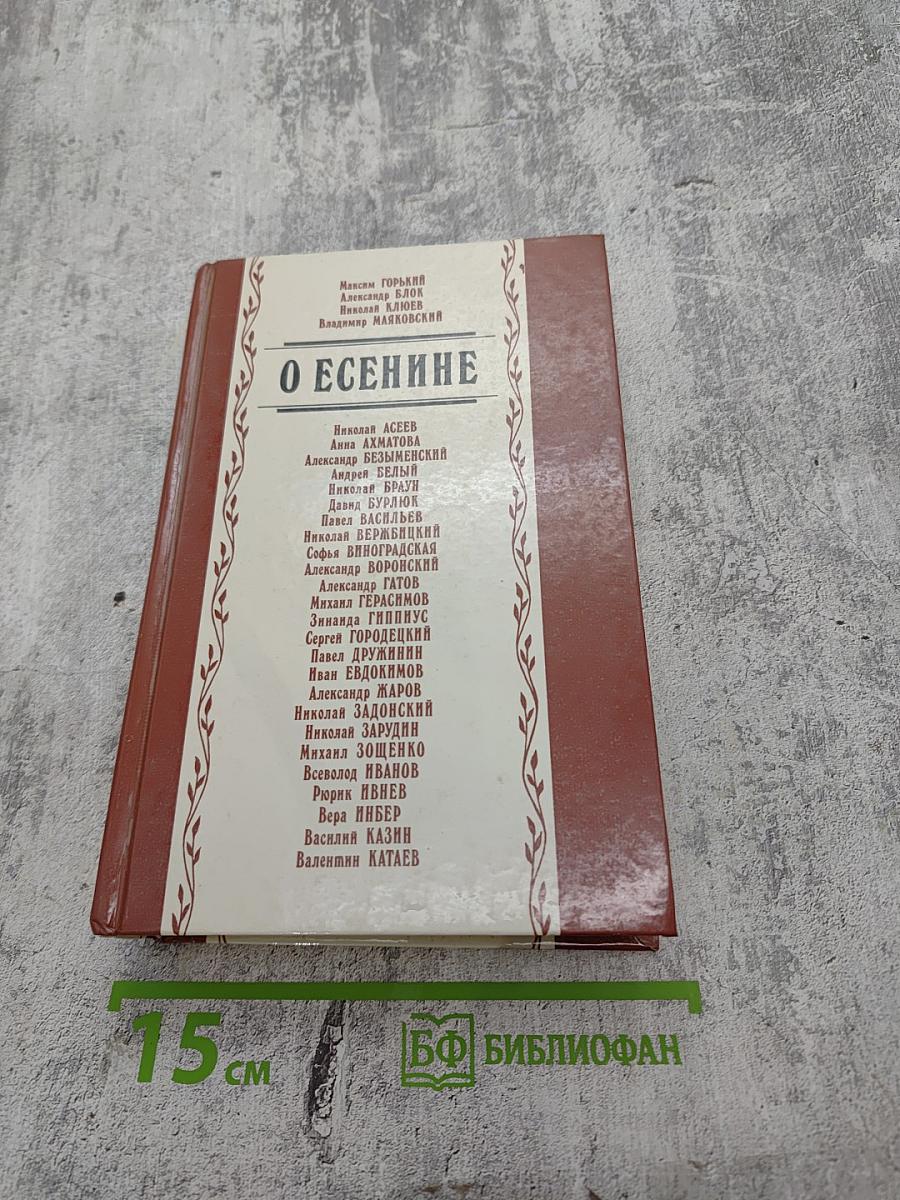 Максим ГОРЬКИЙ
Александр БЛОК
Николай КЛЮЕВ
Владимир МАЯКОВСКИЙ
О ЕСЕНИНЕ
Николай АСЕЕВ
Анна АХМАТОВА
Александр БЕЗЫМЕНСКИЙ
Андрей БЕЛЫЙ
Николай БРАУН
Давид БУРЛЮК
Павел ВАСИЛЬЕВ
Николай ВЕРЖБИЦКИЙ
Софья ВИНОГРАДСКАЯ
Александр ВОРОНСКИЙ
Александр ГАТОВ
Михаил ГЕРАСИМОВ
Зинаида ГИППИУС
Сергей ГОРОДЕЦКИЙ
Павел ДРУЖИНИН
Иван ЕВДОКИМОВ
Александр ЖАРОВ
Николай ЗАДОНСКИЙ
Николай ЗАРУДИН
Михаил ЗОЩЕНКО
Всеволод ИВАНОВ
Рюрик ИВНЕВ
Вера ИНБЕР
Василий КАЗИН
Валентин КАТАЕВ
15 см
БФ БИБЛИОФАН